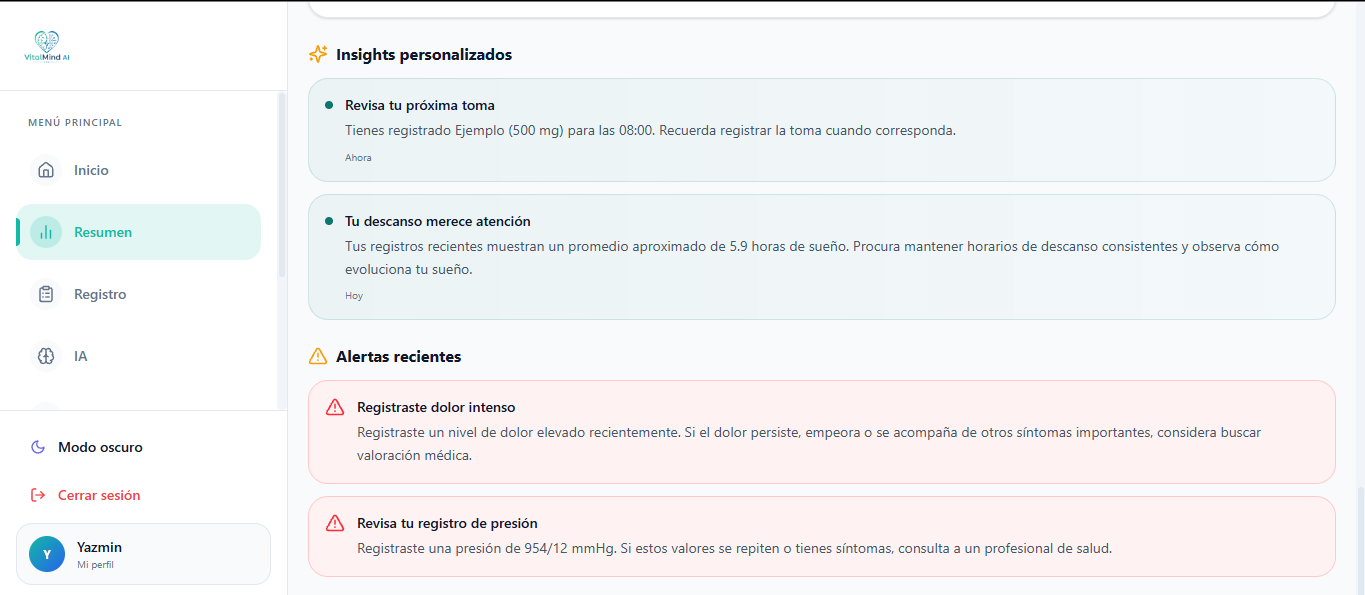 VitalMind AI
MENÚ PRINCIPAL
Inicio
Resumen
Registro
IA
Modo oscuro
Cerrar sesión
Y
Yazmin
Mi perfil
Insights personalizados
Revisa tu próxima toma
Tienes registrado Ejemplo (500 mg) para las 08:00. Recuerda registrar la toma cuando corresponda.
Ahora
Tu descanso merece atención
Tus registros recientes muestran un promedio aproximado de 5.9 horas de sueño. Procura mantener horarios de descanso consistentes y observa cómo
evoluciona tu sueño.
Hoy
Alertas recientes
Registraste dolor intenso
Registraste un nivel de dolor elevado recientemente. Si el dolor persiste, empeora o se acompaña de otros síntomas importantes, considera buscar
valoración médica.
Revisa tu registro de presión
Registraste una presión de 954/12 mmHg. Si estos valores se repiten o tienes síntomas, consulta a un profesional de salud.